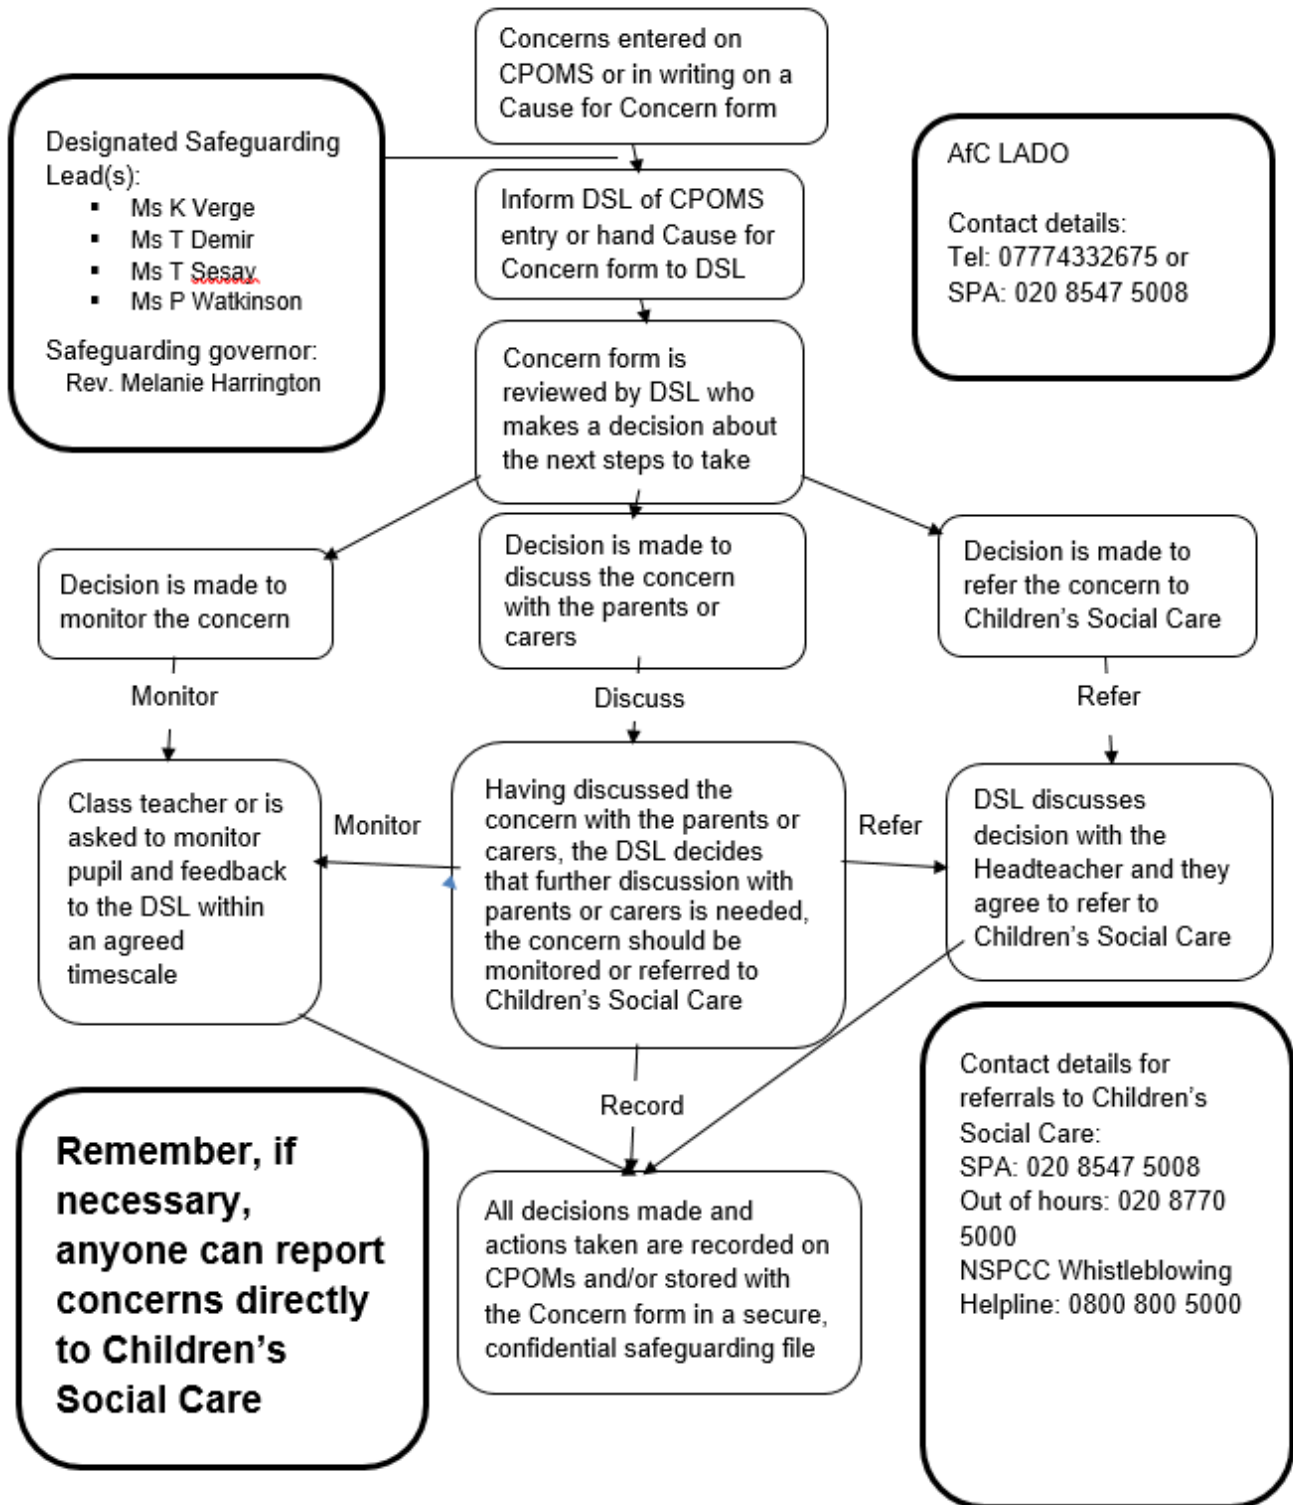 Concerns entered on
CPOMS or in writing on a
Cause for Concern form
Designated Safeguarding
Lead(s):
▪ Ms K Verge
▪ Ms T Demir
▪ Ms T Sesay
▪ Ms P Watkinson
Safeguarding governor:
Rev. Melanie Harrington
AfC LADO
Contact details:
Tel: 07774332675 or
SPA: 020 8547 5008
Inform DSL of CPOMS
entry or hand Cause for
Concern form to DSL
Concern form is
reviewed by DSL who
makes a decision about
the next steps to take
Decision is made to
monitor the concern
Decision is made to
discuss the concern
with the parents or
carers
Decision is made to
refer the concern to
Children’s Social Care
Monitor
Discuss
Refer
Class teacher or is
asked to monitor
pupil and feedback
to the DSL within
an agreed
timescale
Monitor
Having discussed the
concern with the parents or
carers, the DSL decides
that further discussion with
parents or carers is needed,
the concern should be
monitored or referred to
Children’s Social Care
Refer
DSL discusses
decision with the
Headteacher and they
agree to refer to
Children’s Social Care
Record
Remember, if
necessary,
anyone can report
concerns directly
to Children’s
Social Care
All decisions made and
actions taken are recorded on
CPOMs and/or stored with
the Concern form in a secure,
confidential safeguarding file
Contact details for
referrals to Children’s
Social Care:
SPA: 020 8547 5008
Out of hours: 020 8770
5000
NSPCC Whistleblowing
Helpline: 0800 800 5000